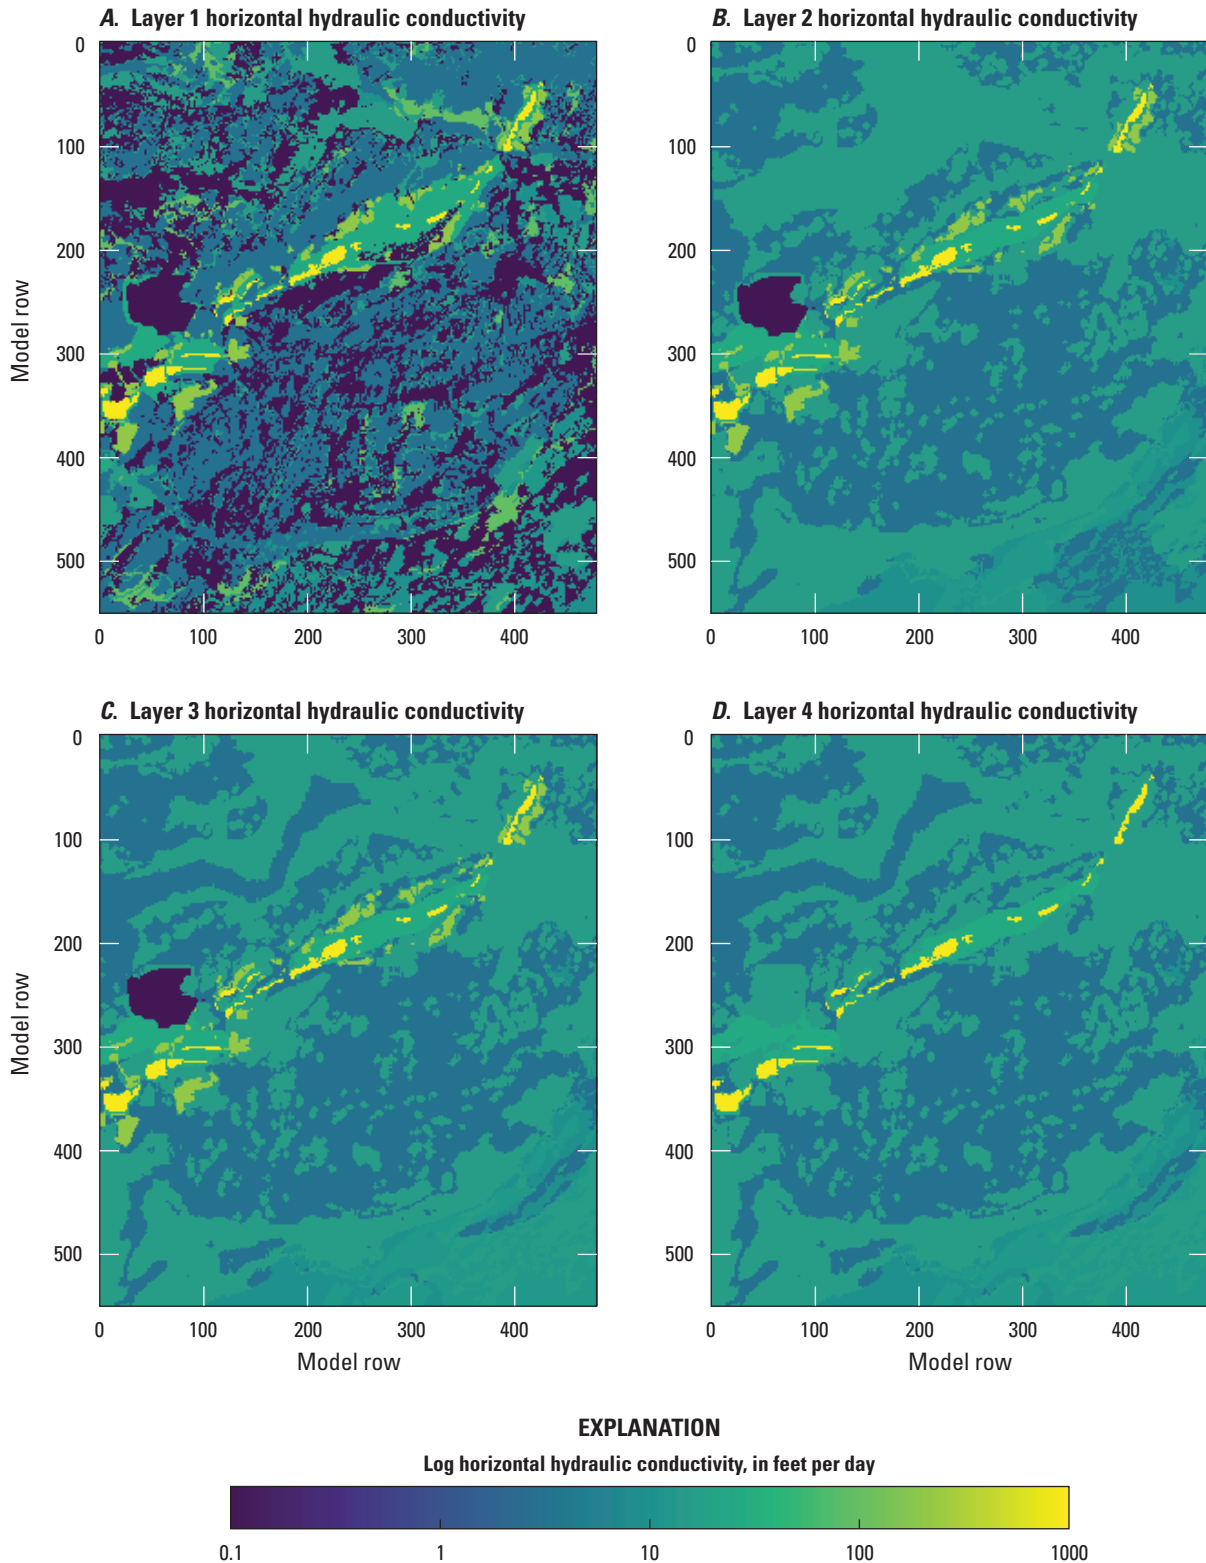 A. Layer 1 horizontal hydraulic conductivity
B. Layer 2 horizontal hydraulic conductivity
0
100
200
300
400
500
Model row
0 100 200 300 400
0
100
200
300
400
500
0 100 200 300 400
C. Layer 3 horizontal hydraulic conductivity
D. Layer 4 horizontal hydraulic conductivity
0
100
200
300
400
500
Model row
0 100 200 300 400
Model row
0
100
200
300
400
500
0 100 200 300 400
Model row
EXPLANATION
Log horizontal hydraulic conductivity, in feet per day
0.1 1 10 100 1000